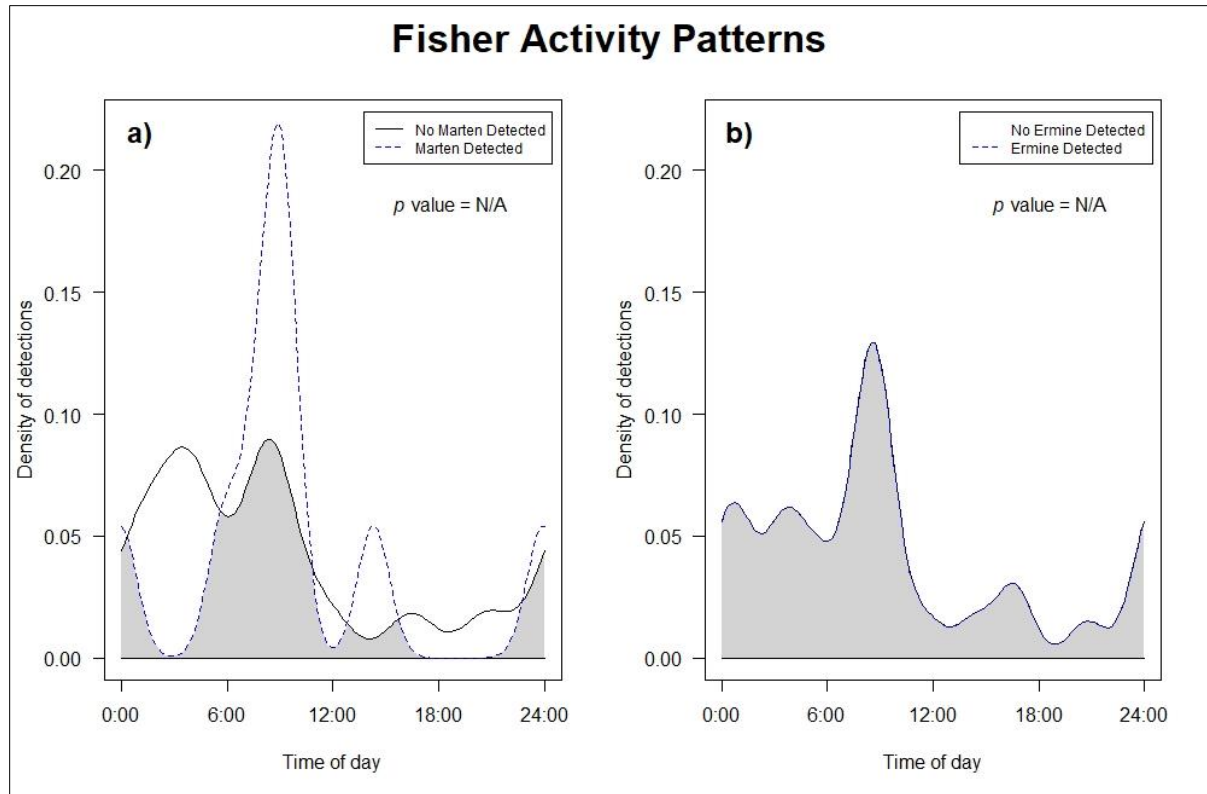 Fisher Activity Patterns
a)
No Marten Detected
Marten Detected
p value = N/A
0.20
0.15
0.10
0.05
0.00
Density of detections
0:00 6:00 12:00 18:00 24:00
Time of day
b)
No Ermine Detected
Ermine Detected
p value = N/A
0.20
0.15
0.10
0.05
0.00
Density of detections
0:00 6:00 12:00 18:00 24:00
Time of day